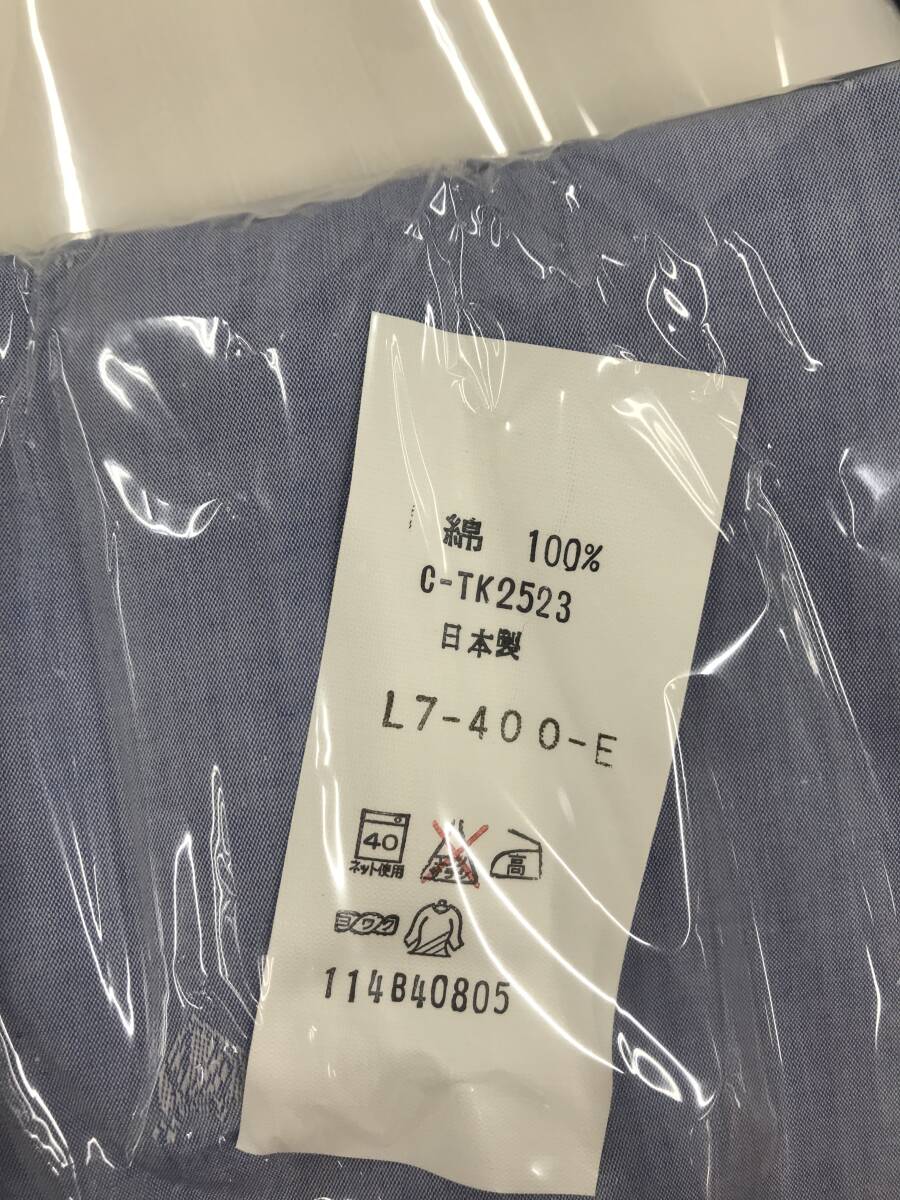 綿 100%
C-TK2523
日本製
L7-400-E
40
ネット使用
高
ヨワク
114B40805